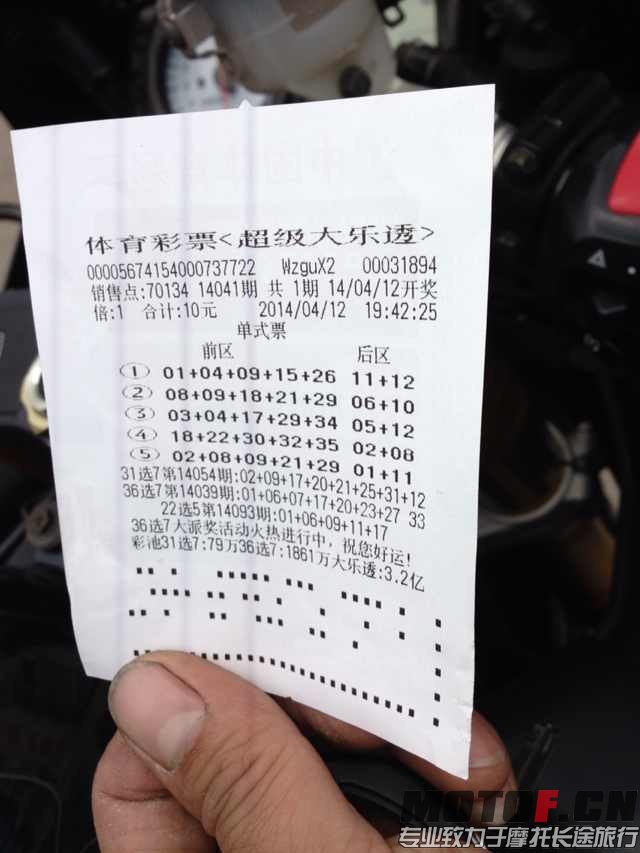 体育彩票<超级大乐透>
00005674154000737722 WzguX2 00031894
销售点:70134 14041期 共 1期 14/04/12开奖
倍:1 合计:10元 2014/04/12 19:42:25
单式票
前区 后区
① 01+04+09+15+26 11+12
② 08+09+18+21+29 06+10
③ 03+04+17+29+34 05+12
④ 18+22+30+32+35 02+08
⑤ 02+08+09+21+29 01+11
31选7第14054期:02+09+17+20+21+25+31+12
36选7第14039期:01+06+07+17+20+23+27 33
22选5第14093期:01+06+09+11+17
36选7大派奖活动火热进行中，祝您好运!
彩池31选7:79万36选7:1861万大乐透:3.2亿
MOTOF.CN
专业致力于摩托长途旅行